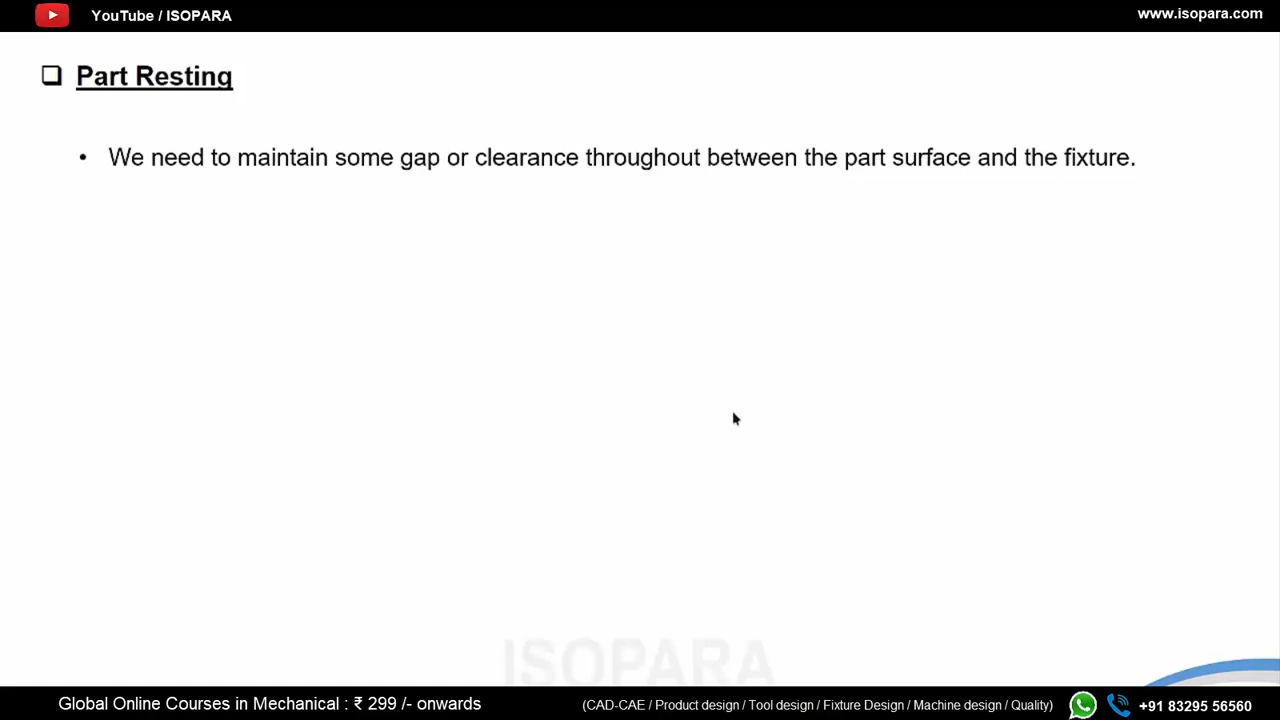 YouTube / ISOPARA
www.isopara.com
❑ Part Resting
• We need to maintain some gap or clearance throughout between the part surface and the fixture.
ISOPARA
Global Online Courses in Mechanical : ₹ 299 /- onwards
(CAD-CAE / Product design / Tool design / Fixture Design / Machine design / Quality)
+91 83295 56560